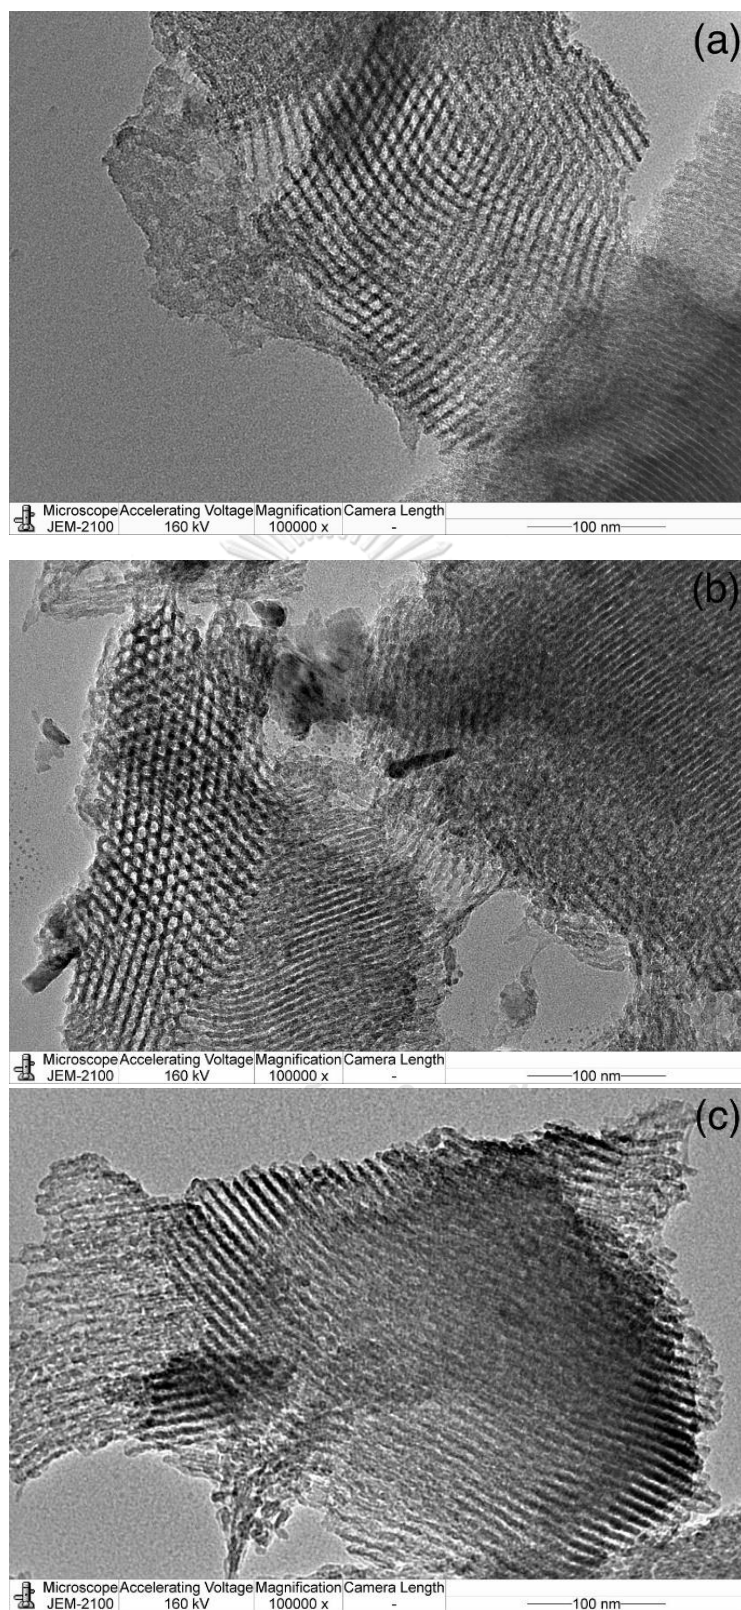 (a)
Microscope Accelerating Voltage Magnification Camera Length
JEM-2100 160 kV 100000 x - 100 nm
(b)
Microscope Accelerating Voltage Magnification Camera Length
JEM-2100 160 kV 100000 x - 100 nm
(c)
Microscope Accelerating Voltage Magnification Camera Length
JEM-2100 160 kV 100000 x - 100 nm